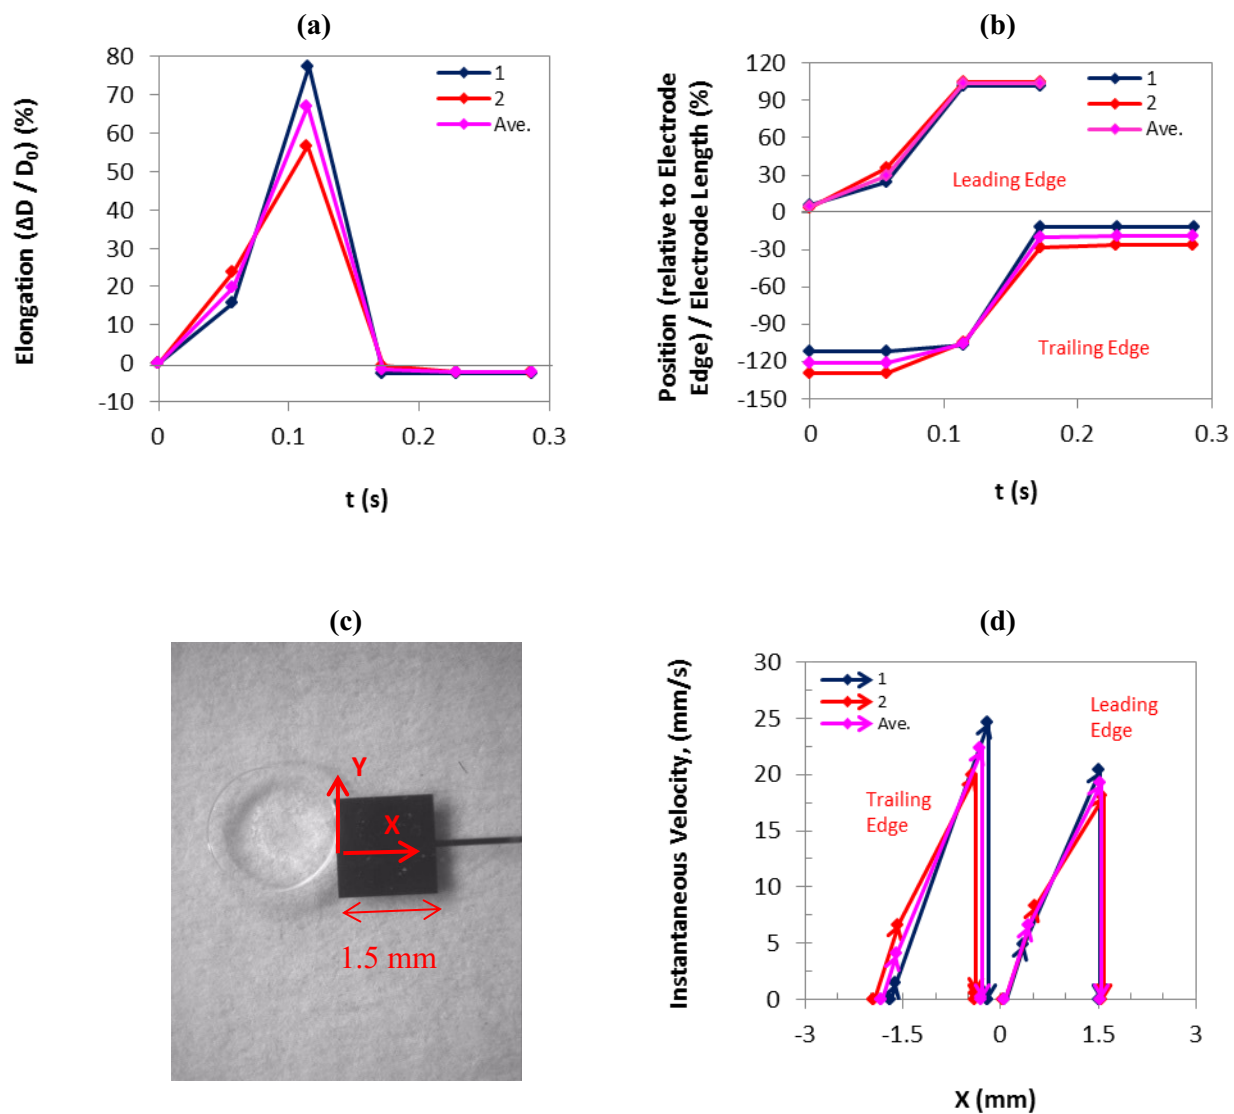 (a)
80
70
60
50
40
30
20
10
0
-10
0
0.1
0.2
0.3
Elongation (ΔD / D₀) (%)
t (s)
1
2
Ave.
(b)
120
90
60
30
0
-30
-60
-90
-120
-150
0
0.1
0.2
0.3
Position (relative to Electrode
Edge) / Electrode Length (%)
t (s)
1
2
Ave.
Leading Edge
Trailing Edge
(c)
Y
X
1.5 mm
(d)
30
25
20
15
10
5
0
-3
-1.5
0
1.5
3
Instantaneous Velocity, (mm/s)
X (mm)
1
2
Ave.
Leading
Edge
Trailing
Edge